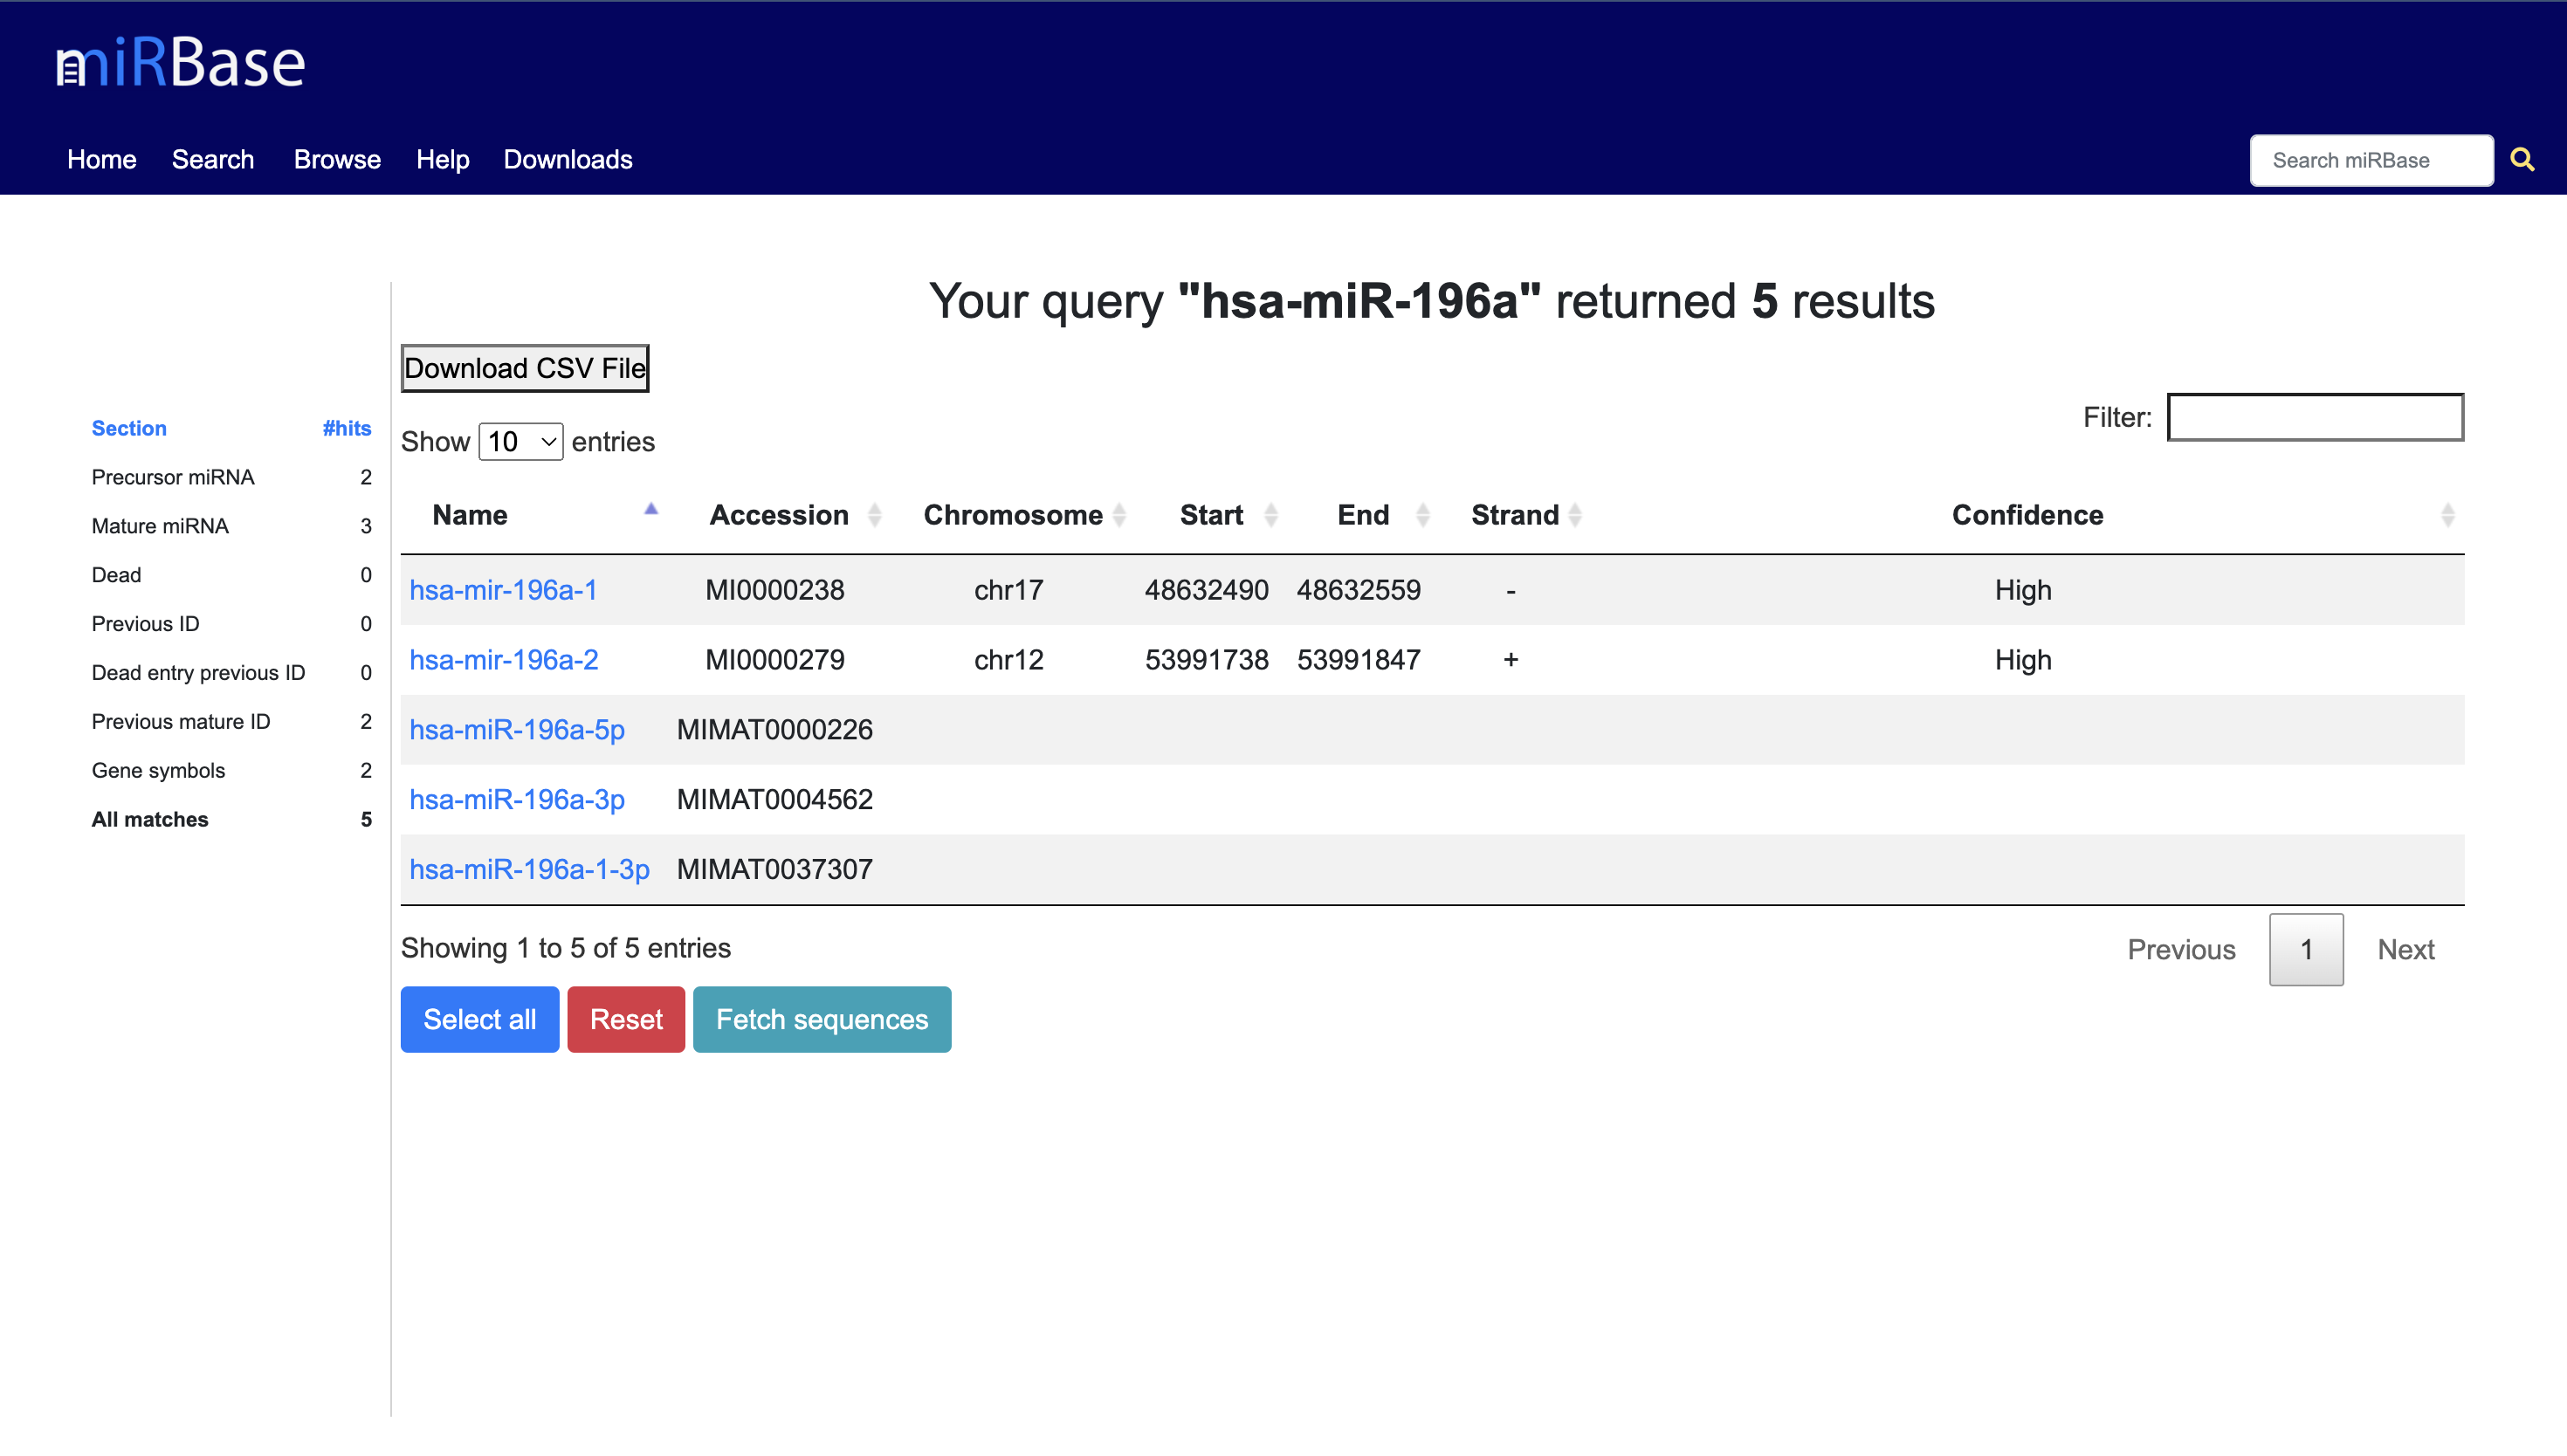 miRBase
Home Search Browse Help Downloads
Search miRBase
Your query "hsa-miR-196a" returned 5 results
Download CSV File
Show 10 entries
Filter:
Section #hits
Precursor miRNA 2
Mature miRNA 3
Dead 0
Previous ID 0
Dead entry previous ID 0
Previous mature ID 2
Gene symbols 2
All matches 5
Name Accession Chromosome Start End Strand Confidence
hsa-mir-196a-1 MI0000238 chr17 48632490 48632559 - High
hsa-mir-196a-2 MI0000279 chr12 53991738 53991847 + High
hsa-miR-196a-5p MIMAT0000226
hsa-miR-196a-3p MIMAT0004562
hsa-miR-196a-1-3p MIMAT0037307
Showing 1 to 5 of 5 entries
Previous 1 Next
Select all Reset Fetch sequences